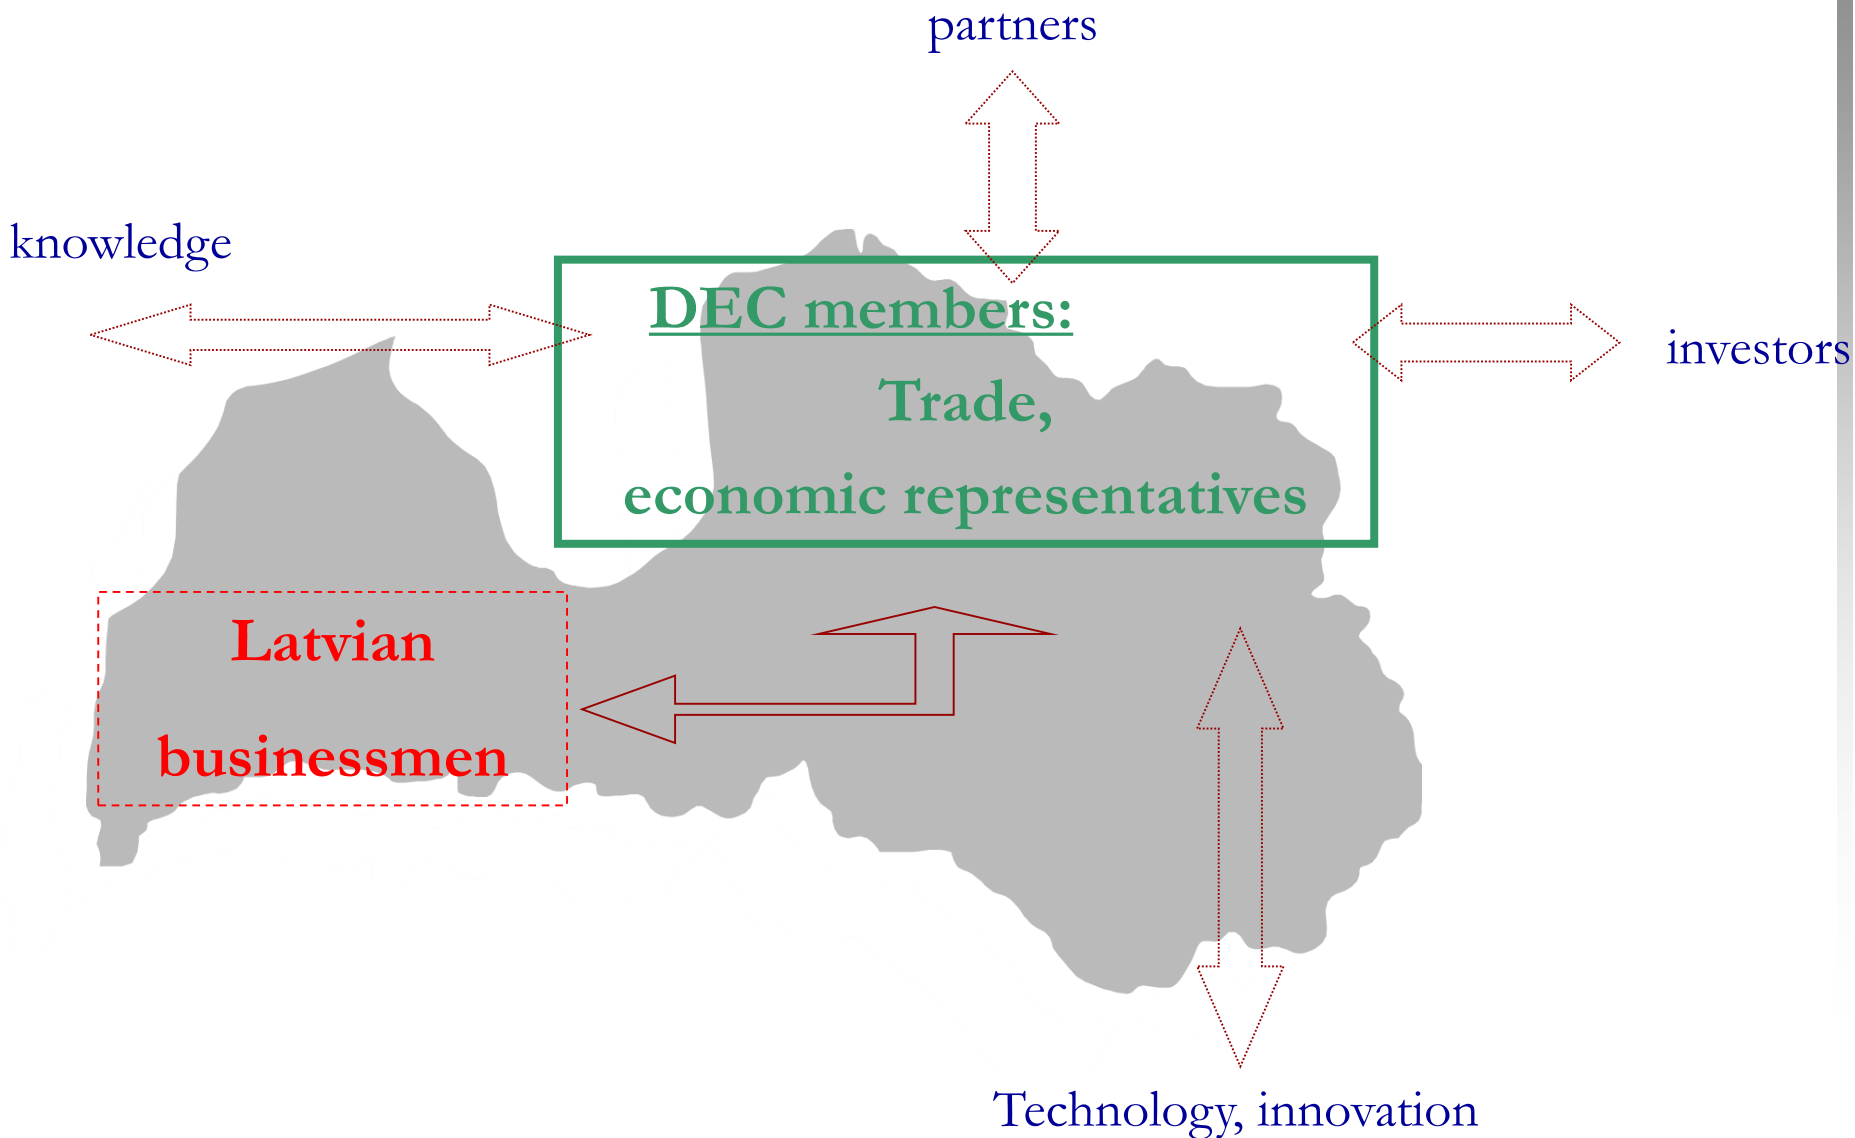 partners
knowledge
DEC members:
Trade,
investors
economic representatives
Latvian
businessmen
Technology, innovation